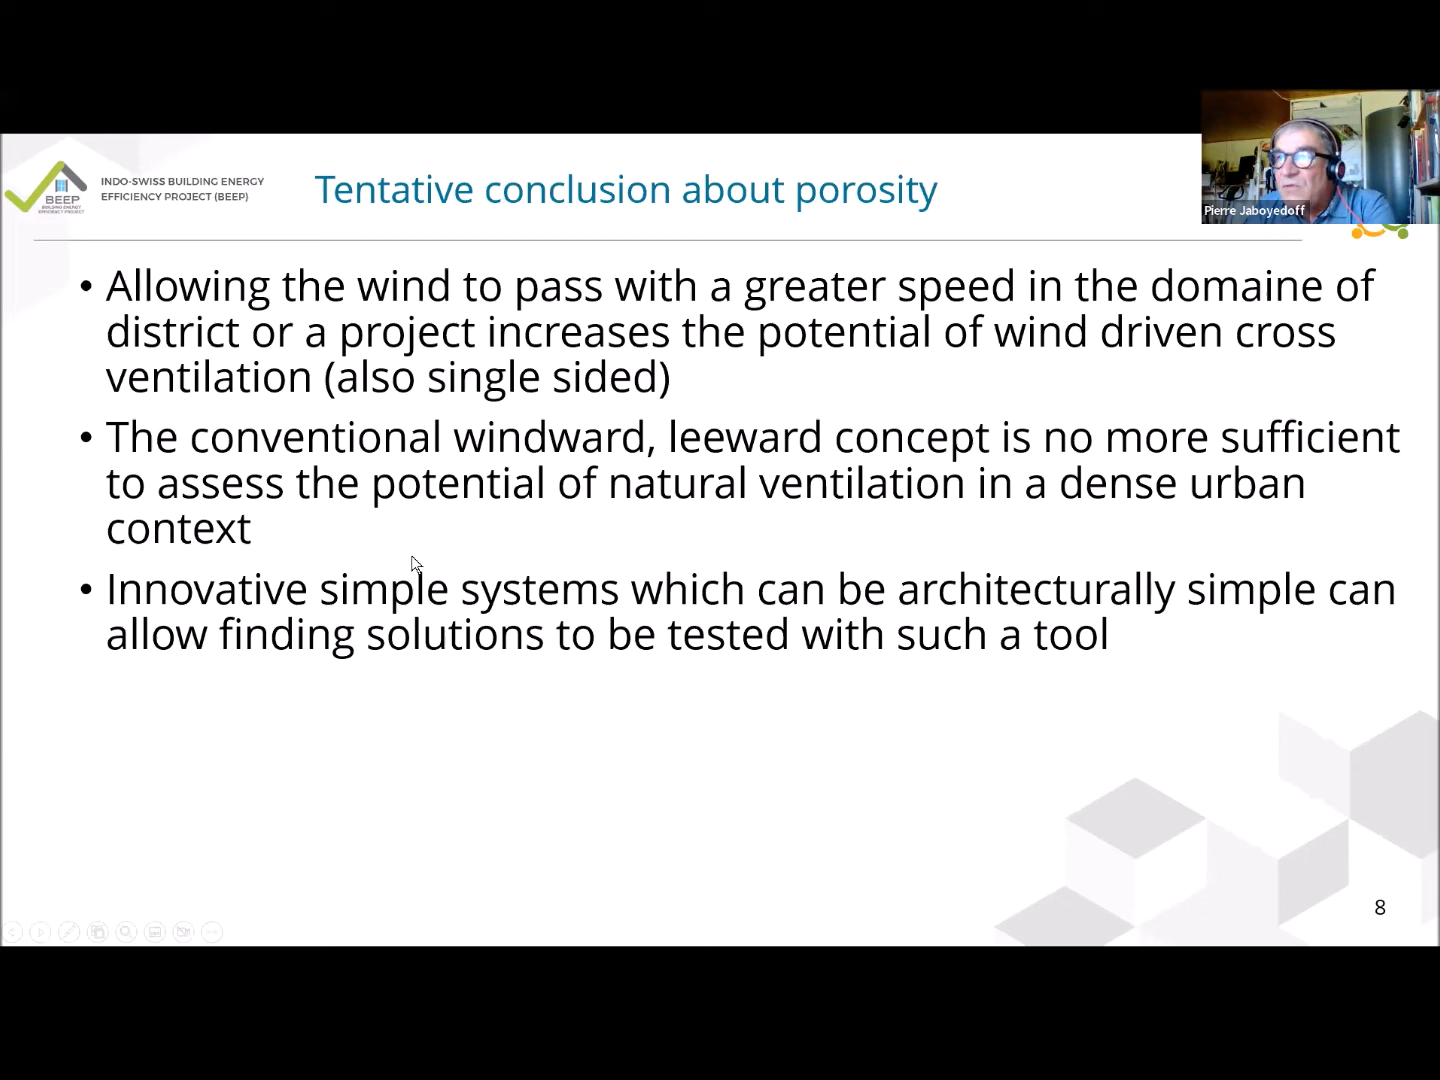 INDO-SWISS BUILDING ENERGY
EFFICIENCY PROJECT (BEEP)
BEEP
BUILDING ENERGY
EFFICIENCY PROJECT
Tentative conclusion about porosity
Pierre Jaboyedoff
• Allowing the wind to pass with a greater speed in the domaine of
district or a project increases the potential of wind driven cross
ventilation (also single sided)
• The conventional windward, leeward concept is no more sufficient
to assess the potential of natural ventilation in a dense urban
context
• Innovative simple systems which can be architecturally simple can
allow finding solutions to be tested with such a tool
8